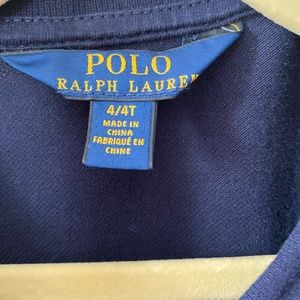 POLO
RALPH LAUREN
4/4T
MADE IN
CHINA
FABRIQUÉ EN
CHINE